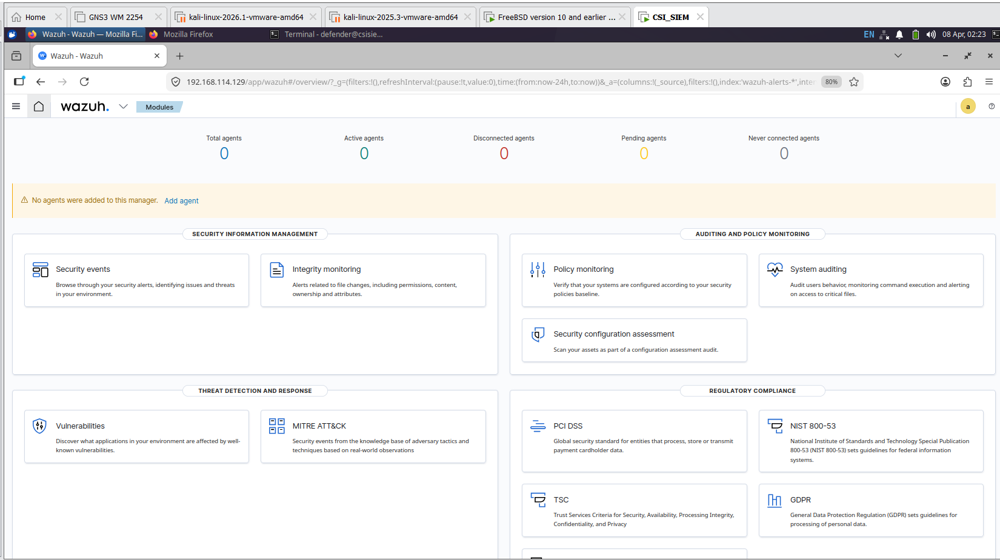 Home
GNS3 WM 2254
kali-linux-2026.1-vmware-amd64
kali-linux-2025.3-vmware-amd64
FreeBSD version 10 and earlier ...
CSI_SIEM
Wazuh - Wazuh — Mozilla Fi...
Mozilla Firefox
Terminal - defender@csisie...
EN
08 Apr, 02:23
Wazuh - Wazuh
192.168.114.129/app/wazuh#/overview/?_g=(filters:!(),refreshInterval:(pause:!t,value:0),time:(from:now-24h,to:now))&_a=(columns:!(_source),filters:!(),index:'wazuh-alerts-*',inter
80%
wazuh.
Modules
a
Total agents
0
Active agents
0
Disconnected agents
0
Pending agents
0
Never connected agents
0
No agents were added to this manager. Add agent
SECURITY INFORMATION MANAGEMENT
Security events
Browse through your security alerts, identifying issues and threats
in your environment.
Integrity monitoring
Alerts related to file changes, including permissions, content,
ownership and attributes.
AUDITING AND POLICY MONITORING
Policy monitoring
Verify that your systems are configured according to your security
policies baseline.
System auditing
Audit users behavior, monitoring command execution and alerting
on access to critical files.
Security configuration assessment
Scan your assets as part of a configuration assessment audit.
THREAT DETECTION AND RESPONSE
Vulnerabilities
Discover what applications in your environment are affected by well-
known vulnerabilities.
MITRE ATT&CK
Security events from the knowledge base of adversary tactics and
techniques based on real-world observations
REGULATORY COMPLIANCE
PCI DSS
Global security standard for entities that process, store or transmit
payment cardholder data.
NIST 800-53
National Institute of Standards and Technology Special Publication
800-53 (NIST 800-53) sets guidelines for federal information
systems.
TSC
Trust Services Criteria for Security, Availability, Processing Integrity,
Confidentiality, and Privacy
GDPR
General Data Protection Regulation (GDPR) sets guidelines for
processing of personal data.